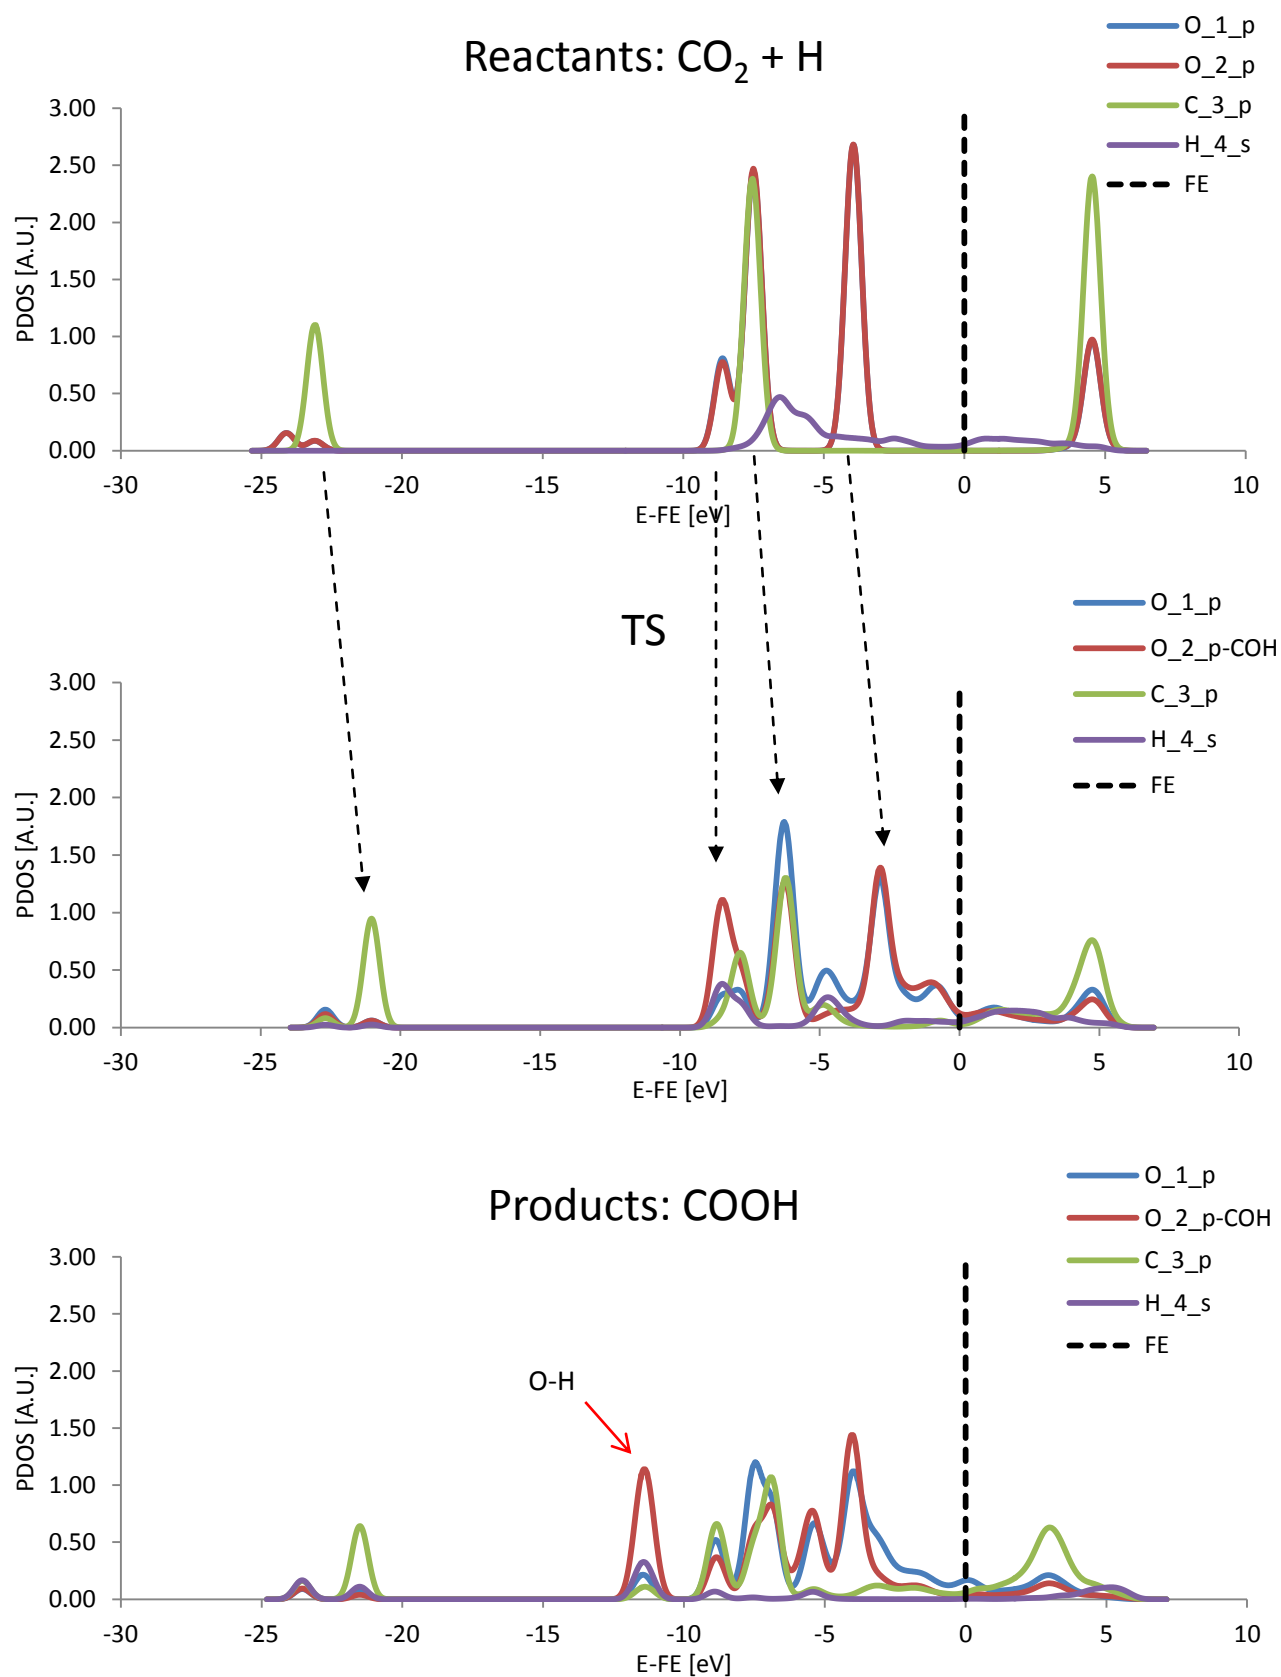 Reactants: CO₂ + H
O_1_p
O_2_p
C_3_p
H_4_s
FE
PDOS [A.U.]
3.00
2.50
2.00
1.50
1.00
0.50
0.00
-30 -25 -20 -15 -10 -5 0 5 10
E-FE [eV]
TS
O_1_p
O_2_p-COH
C_3_p
H_4_s
FE
PDOS [A.U.]
3.00
2.50
2.00
1.50
1.00
0.50
0.00
-30 -25 -20 -15 -10 -5 0 5 10
E-FE [eV]
Products: COOH
O_1_p
O_2_p-COH
C_3_p
H_4_s
FE
O-H
PDOS [A.U.]
3.00
2.50
2.00
1.50
1.00
0.50
0.00
-30 -25 -20 -15 -10 -5 0 5 10
E-FE [eV]